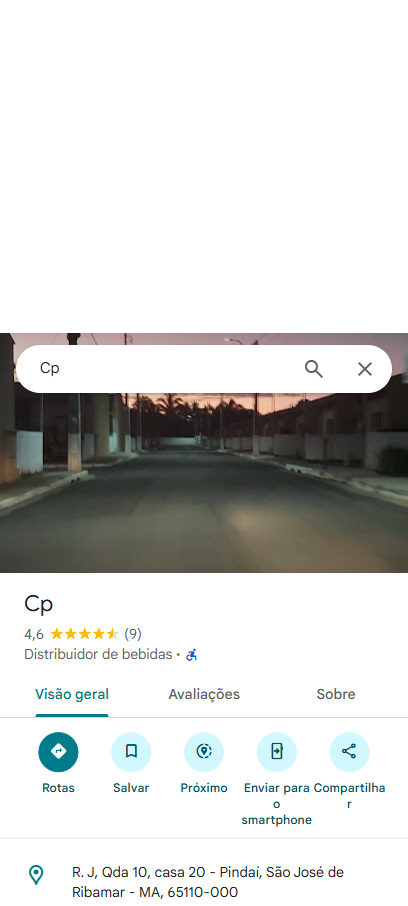 Cp
Cp
4,6 (9)
Distribuidor de bebidas ·
Visão geral Avaliações Sobre
Rotas Salvar Próximo Enviar para o smartphone Compartilhar
R. J, Qda 10, casa 20 - Pindaí, São José de
Ribamar - MA, 65110-000